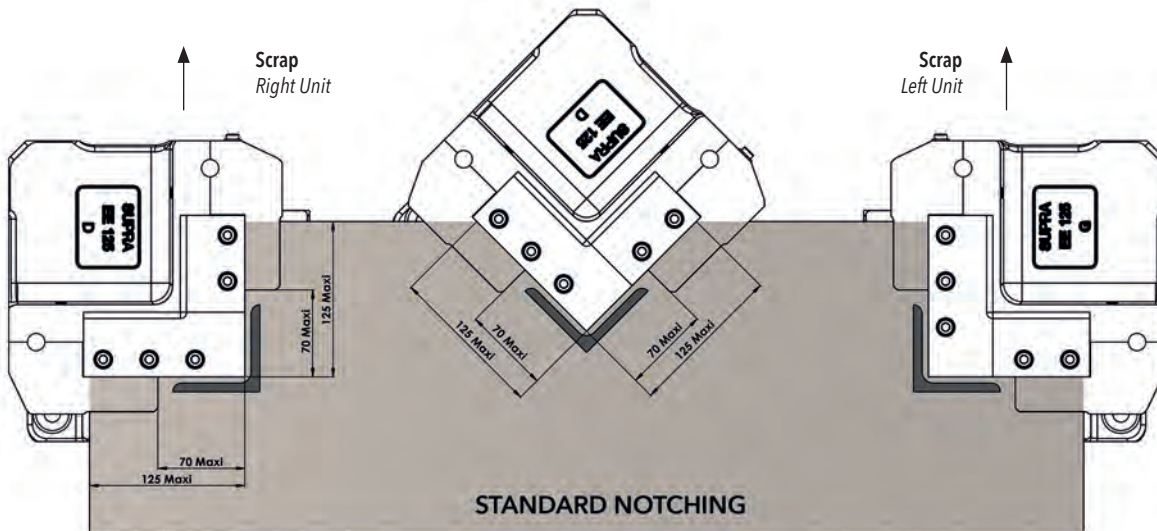 Scrap
Right Unit
Scrap
Left Unit
SUPRA
EE 125
D
SUPRA
EE 125
D
SUPRA
EE 125
G
70 Maxi
125 Maxi
70 Maxi
125 Maxi
125 Maxi
70 Maxi
70 Maxi
125 Maxi
STANDARD NOTCHING